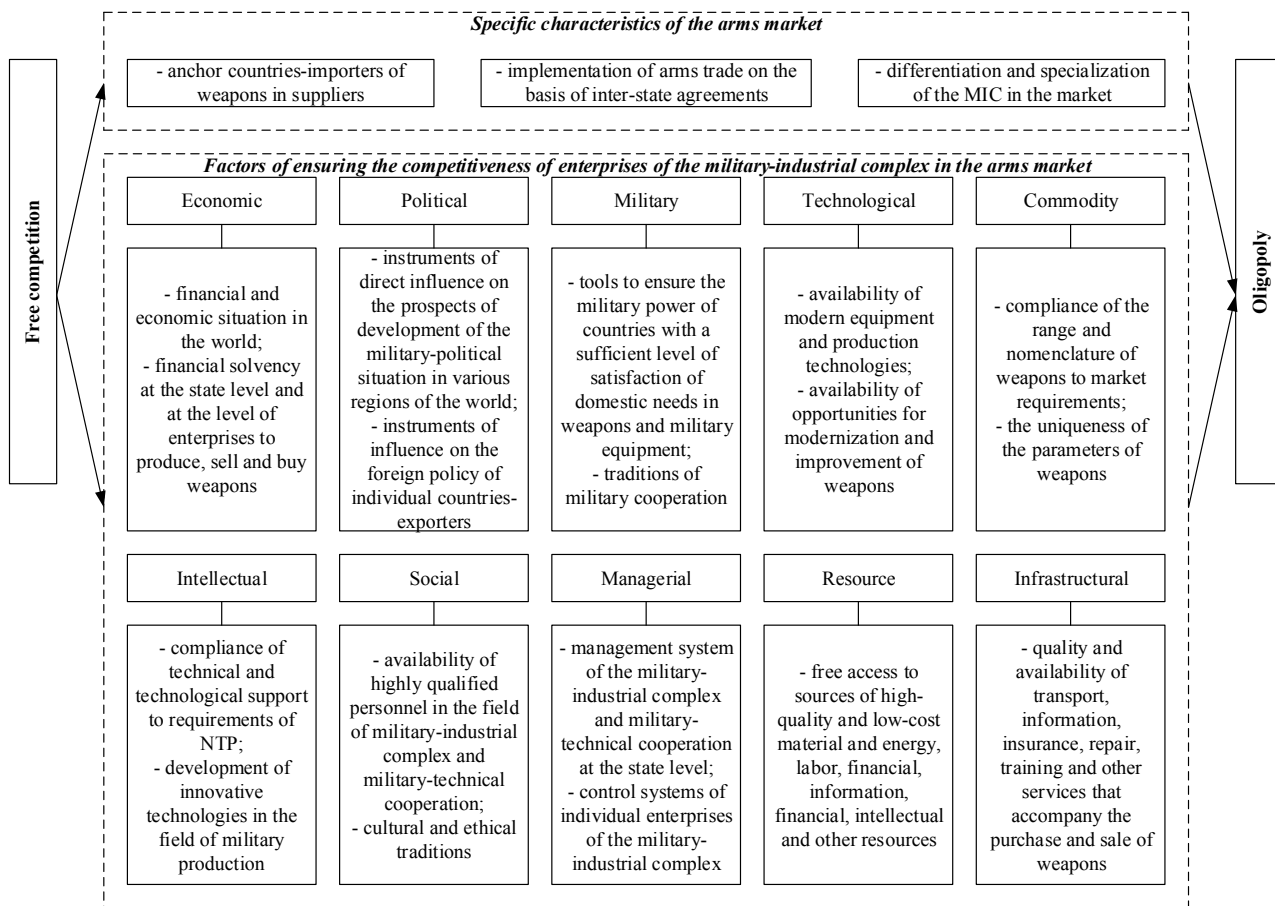 Specific characteristics of the arms market
- anchor countries-importers of
weapons in suppliers
- implementation of arms trade on the
basis of inter-state agreements
- differentiation and specialization
of the MIC in the market
Free competition
Factors of ensuring the competitiveness of enterprises of the military-industrial complex in the arms market
Economic
Political
Military
Technological
Commodity
- financial and
economic situation in
the world;
- financial solvency
at the state level and
at the level of
enterprises to
produce, sell and buy
weapons
- instruments of
direct influence on
the prospects of
development of the
military-political
situation in various
regions of the world;
- instruments of
influence on the
foreign policy of
individual countries-
exporters
- tools to ensure the
military power of
countries with a
sufficient level of
satisfaction of
domestic needs in
weapons and military
equipment;
- traditions of
military cooperation
- availability of
modern equipment
and production
technologies;
- availability of
opportunities for
modernization and
improvement of
weapons
- compliance of the
range and
nomenclature of
weapons to market
requirements;
- the uniqueness of
the parameters of
weapons
Oligopoly
Intellectual
Social
Managerial
Resource
Infrastructural
- compliance of
technical and
technological support
to requirements of
NTP;
- development of
innovative
technologies in the
field of military
production
- availability of
highly qualified
personnel in the field
of military-industrial
complex and
military-technical
cooperation;
- cultural and ethical
traditions
- management system
of the military-
industrial complex
and military-
technical cooperation
at the state level;
- control systems of
individual enterprises
of the military-
industrial complex
- free access to
sources of high-
quality and low-cost
material and energy,
labor, financial,
information,
financial, intellectual
and other resources
- quality and
availability of
transport,
information,
insurance, repair,
training and other
services that
accompany the
purchase and sale of
weapons